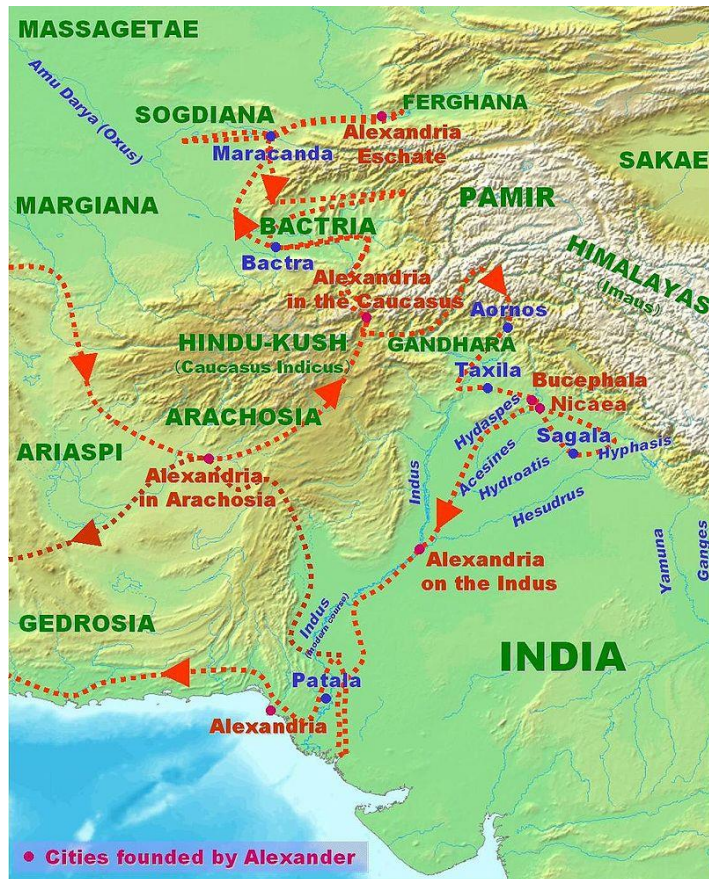 MASSAGETAE
Amu Darya (Oxus)
SOGDIANA
FERGHANA
Alexandria
Eschate
Maracanda
SAKAE
PAMIR
MARGIANA
BACTRIA
Bactra
HIMALAYAS
(Imaus)
Alexandria
in the Caucasus
Aornos
HINDU-KUSH
(Caucasus Indicus)
GANDHARA
Taxila
Bucephala
Nicaea
ARACHOSIA
Hydaspes
Sagala
Hyphasis
ARIASPI
Alexandria
in Arachosia
Acesines
Hydroatis
Indus
Hesudrus
Alexandria
on the Indus
Yamuna
Ganges
GEDROSIA
Indus
(modern course)
INDIA
Patala
Alexandria
Cities founded by Alexander